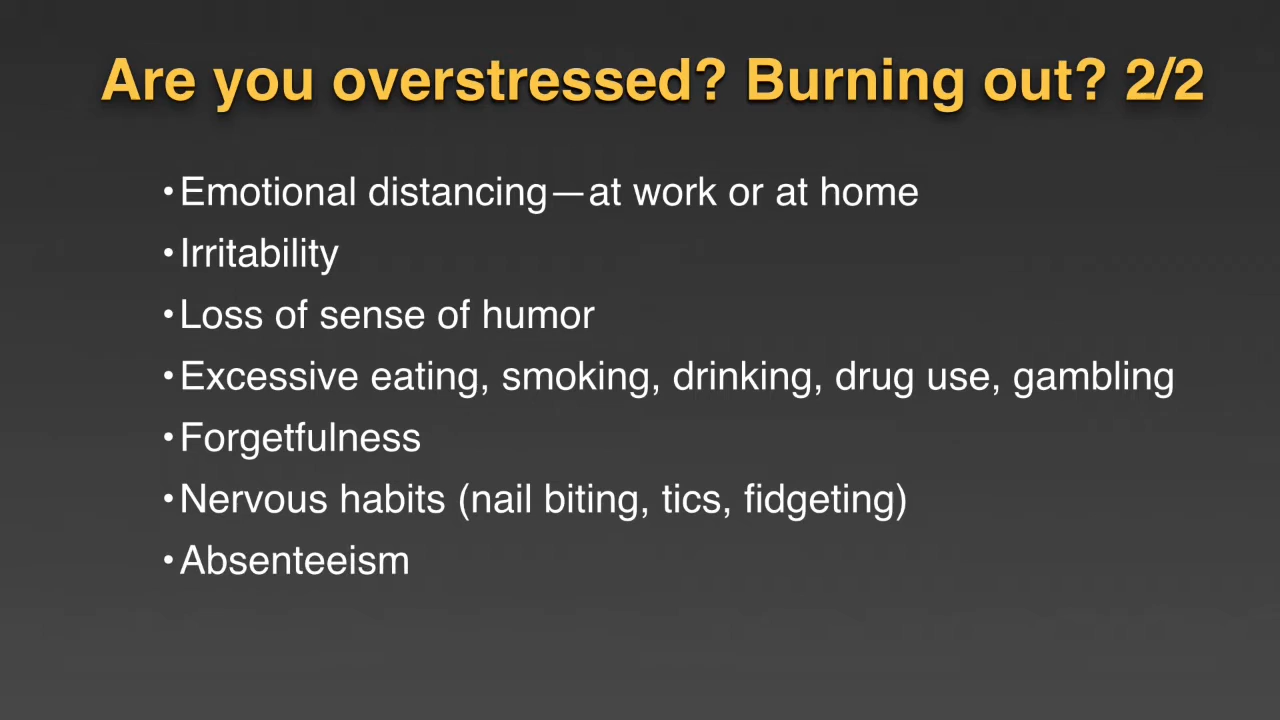 Are you overstressed? Burning out? 2/2
•Emotional distancing—at work or at home
•Irritability
•Loss of sense of humor
•Excessive eating, smoking, drinking, drug use, gambling
•Forgetfulness
•Nervous habits (nail biting, tics, fidgeting)
•Absenteeism